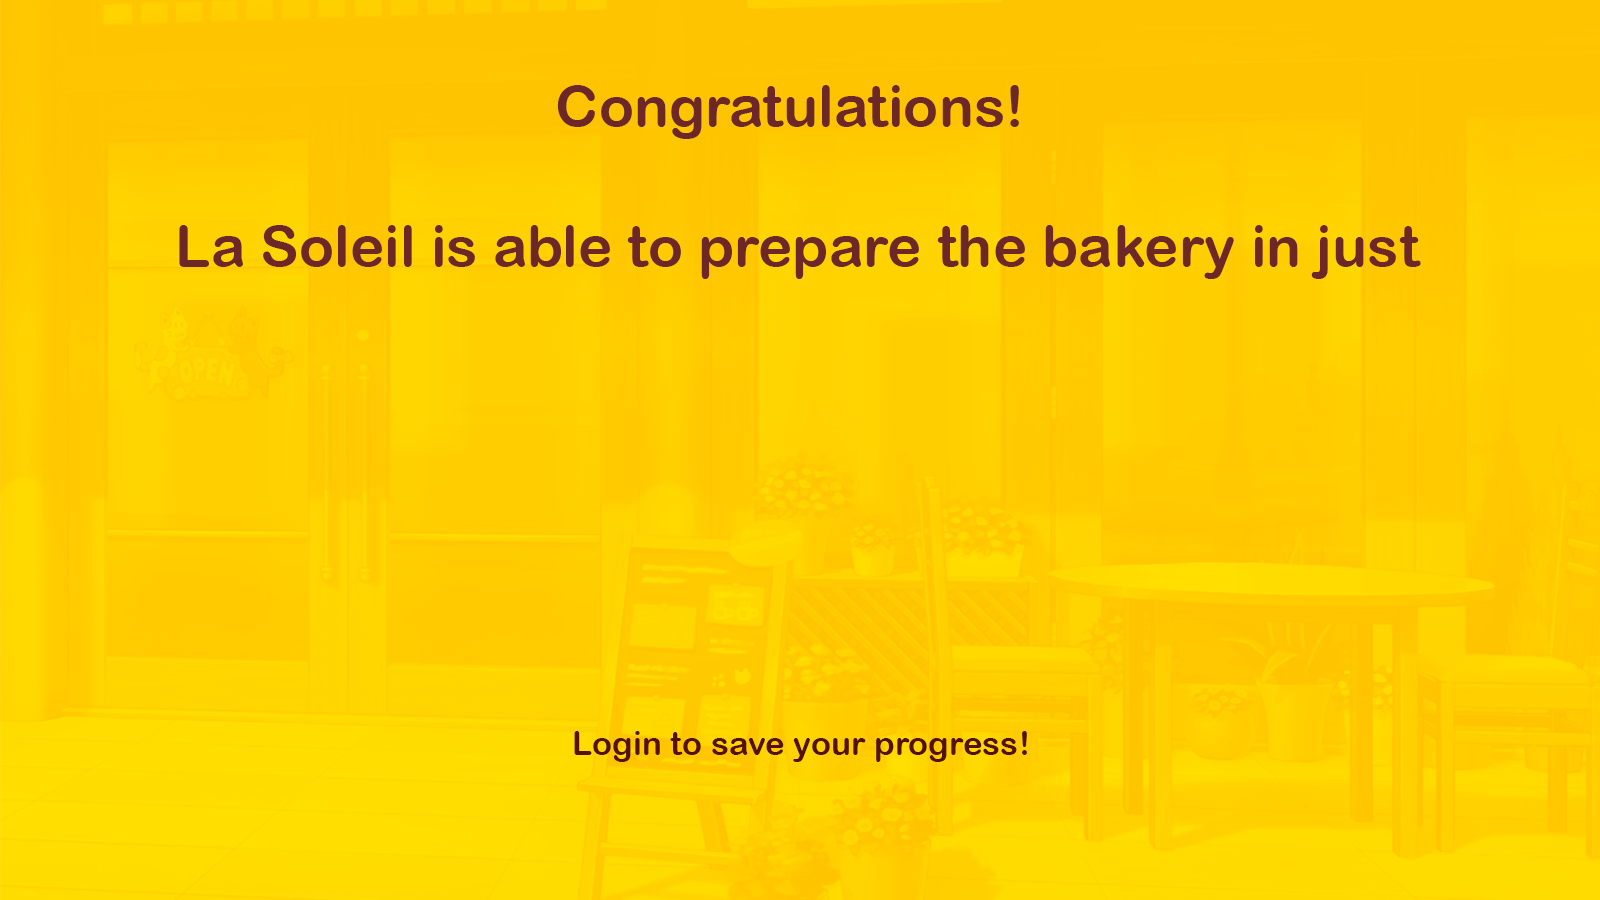 Congratulations!
La Soleil is able to prepare the bakery in just
OPEN
Login to save your progress!